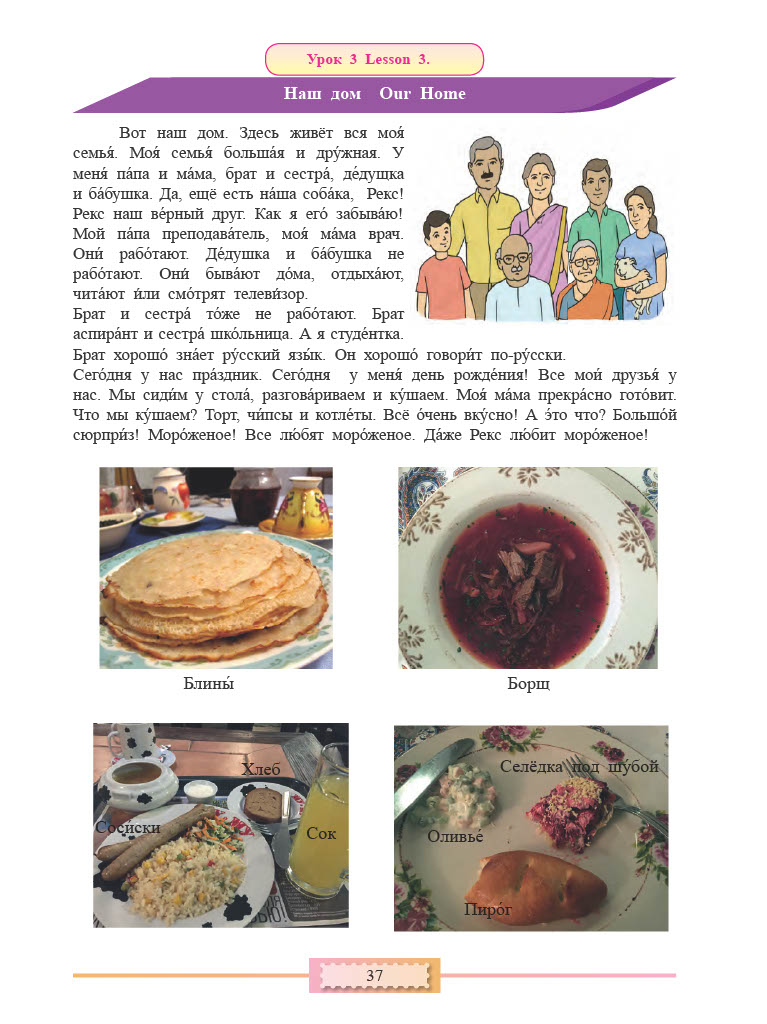 Урок 3 Lesson 3.
Наш дом Our Home
Вот наш дом. Здесь живёт вся моя́
семья́. Моя́ семья́ больша́я и дру́жная. У
меня́ па́па и ма́ма, брат и сестра́, де́душка
и ба́бушка. Да, ещё есть на́ша соба́ка, Рекс!
Рекс наш ве́рный друг. Как я его́ забыва́ю!
Мой па́па преподава́тель, моя́ ма́ма врач.
Они́ рабо́тают. Де́душка и ба́бушка не
рабо́тают. Они́ быва́ют до́ма, отдыха́ют,
чита́ют и́ли смо́трят телеви́зор.
Брат и сестра́ то́же не рабо́тают. Брат
аспира́нт и сестра́ шко́льница. А я студе́нтка.
Брат хорошо́ зна́ет ру́сский язы́к. Он хорошо́ говори́т по-ру́сски.
Сего́дня у нас пра́здник. Сего́дня у меня́ день рожде́ния! Все мои́ друзья́ у
нас. Мы сиди́м у стола́, разгова́риваем и ку́шаем. Моя́ ма́ма прекра́сно гото́вит.
Что мы ку́шаем? Торт, чи́псы и котле́ты. Всё о́чень вку́сно! А э́то что? Большо́й
сюрпри́з! Моро́женое! Все лю́бят моро́женое. Да́же Рекс лю́бит моро́женое!
Блины́
Борщ
Хлеб
Соси́ски
Сок
Селёдка под шу́бой
Оливье́
Пиро́г
37